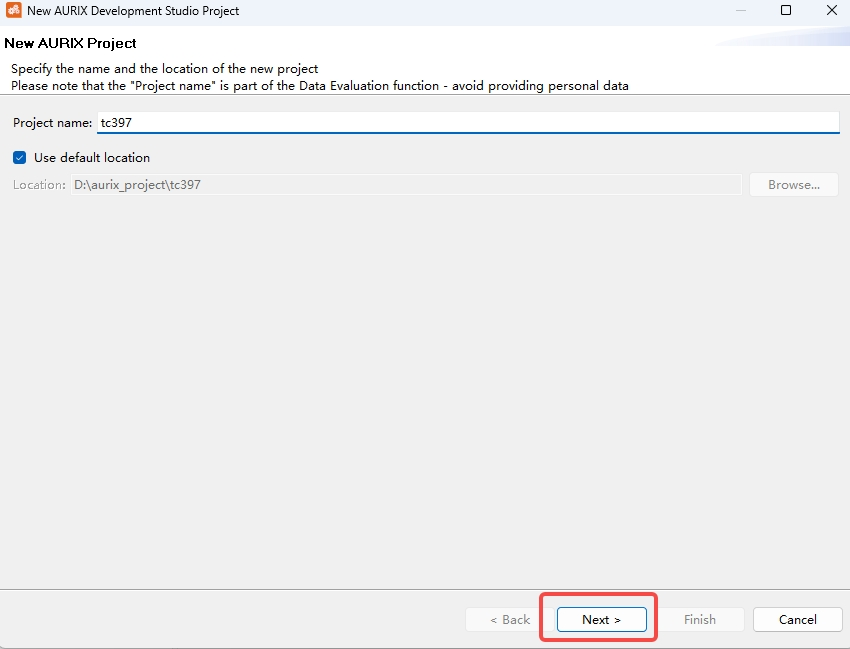 New AURIX Development Studio Project
New AURIX Project
Specify the name and the location of the new project
Please note that the "Project name" is part of the Data Evaluation function - avoid providing personal data
Project name: tc397
Use default location
Location: D:\aurix_project\tc397 Browse...
< Back Next > Finish Cancel